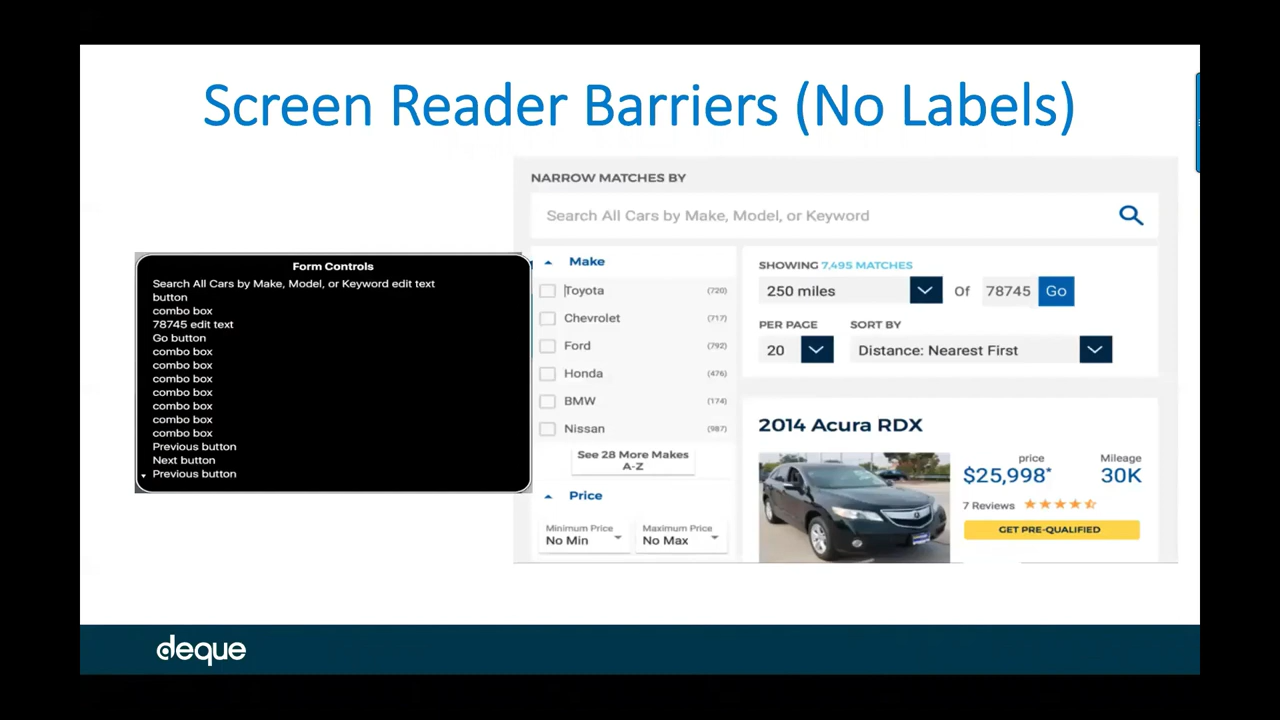 Screen Reader Barriers (No Labels)
Form Controls
Search All Cars by Make, Model, or Keyword edit text
button
combo box
78745 edit text
Go button
combo box
combo box
combo box
combo box
combo box
combo box
combo box
Previous button
Next button
Previous button
NARROW MATCHES BY
Search All Cars by Make, Model, or Keyword
Make
Toyota (720)
Chevrolet (717)
Ford (792)
Honda (476)
BMW (174)
Nissan (987)
See 28 More Makes
A-Z
Price
Minimum Price Maximum Price
No Min No Max
SHOWING 7,495 MATCHES
250 miles Of 78745 Go
PER PAGE SORT BY
20 Distance: Nearest First
2014 Acura RDX
price Mileage
$25,998* 30K
7 Reviews
GET PRE-QUALIFIED
deque